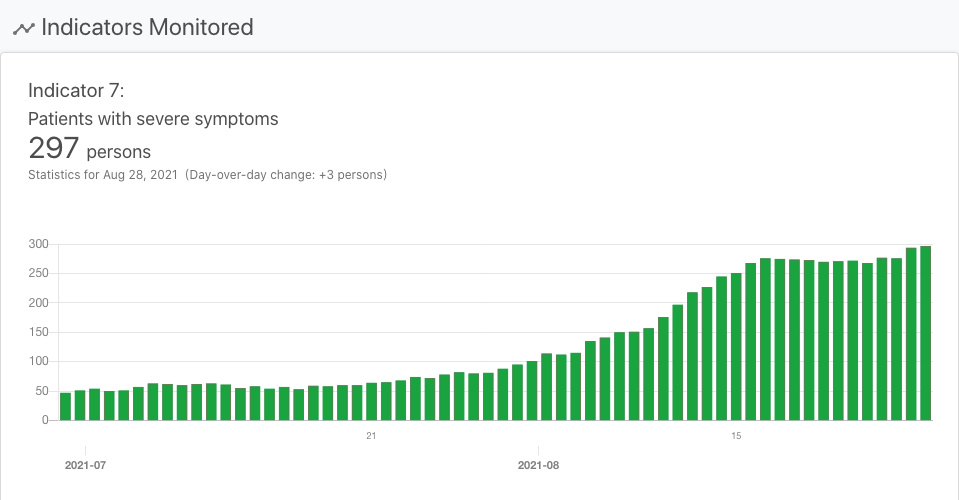 Indicators Monitored
Indicator 7:
Patients with severe symptoms
297 persons
Statistics for Aug 28, 2021 (Day-over-day change: +3 persons)
300
250
200
150
100
50
0
21
15
2021-07
2021-08